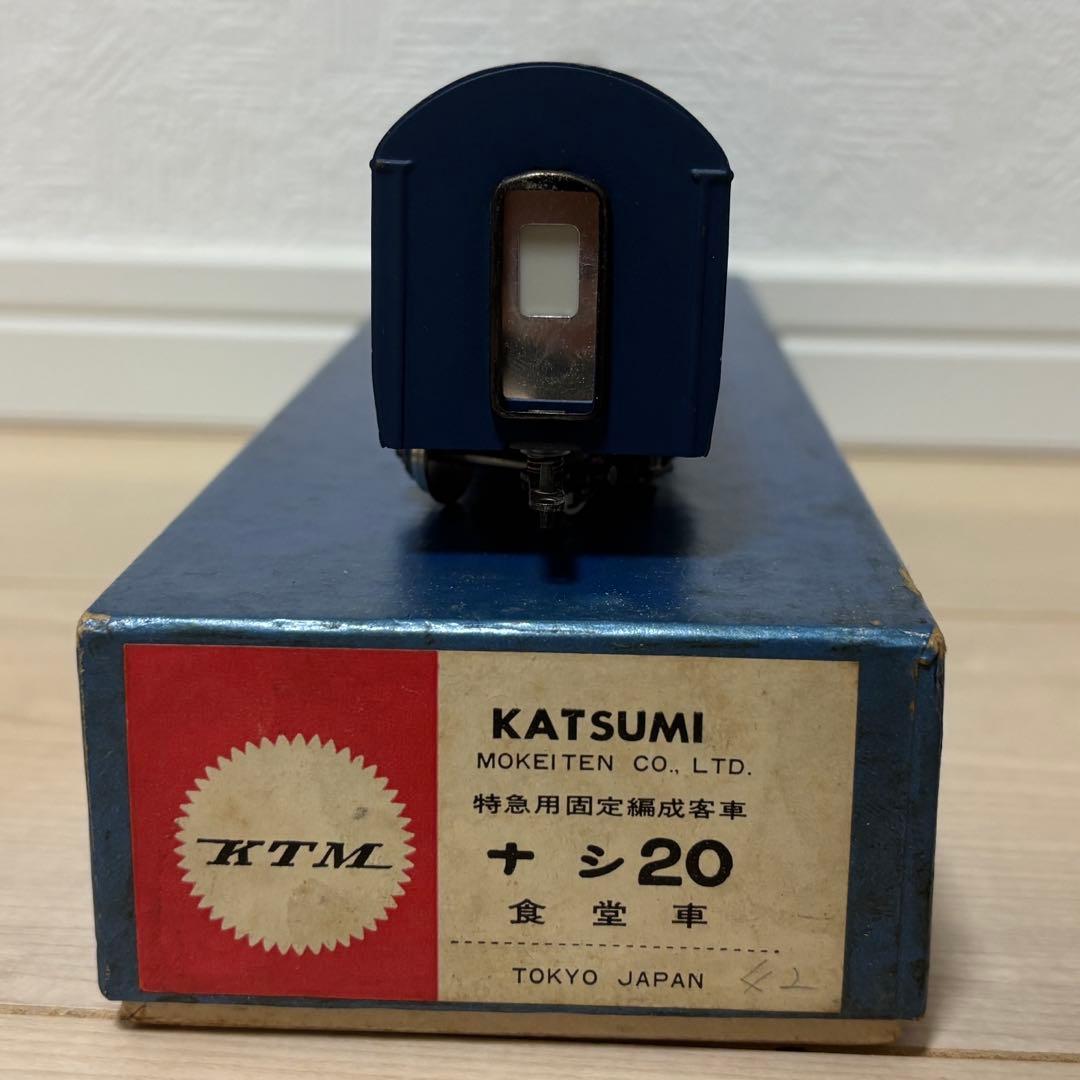 KTM
KATSUMI
MOKEITEN CO., LTD.
特急用固定編成客車
ナシ20
食堂車
TOKYO JAPAN